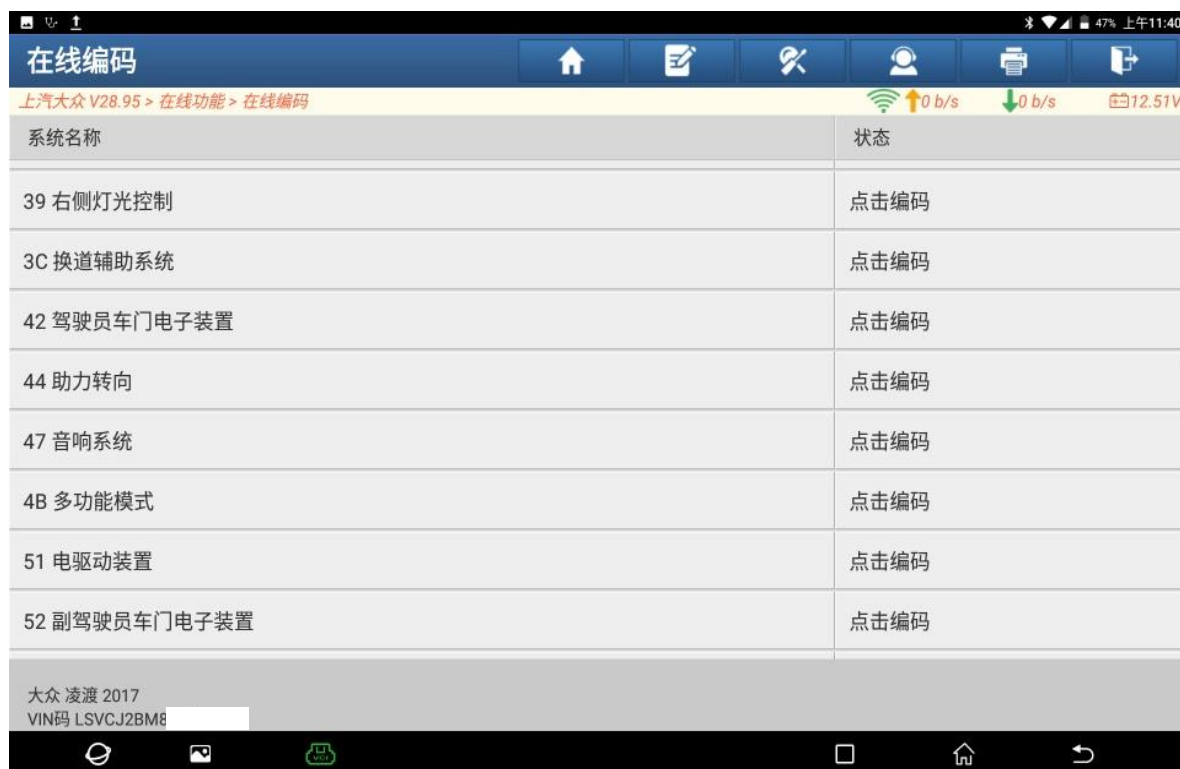 47% 上午11:40
在线编码
上汽大众 V28.95 > 在线功能 > 在线编码 0 b/s 0 b/s 12.51V
系统名称 状态
39 右侧灯光控制 点击编码
3C 换道辅助系统 点击编码
42 驾驶员车门电子装置 点击编码
44 助力转向 点击编码
47 音响系统 点击编码
4B 多功能模式 点击编码
51 电驱动装置 点击编码
52 副驾驶员车门电子装置 点击编码
大众 凌渡 2017
VIN码 LSVCJ2BM8
VCI